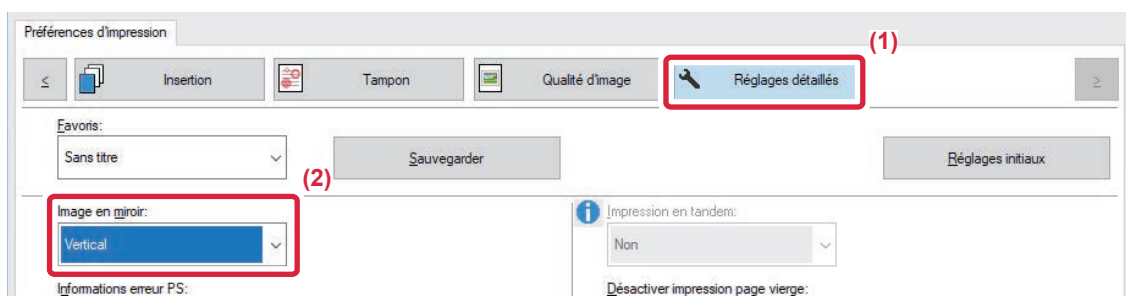 Préférences d'impression
(1)
< Insertion Tampon Qualité d'image Réglages détaillés >
Favoris:
Sans titre Sauvegarder Réglages initiaux
(2)
Image en miroir: Impression en tandem:
Vertical Non
Informations erreur PS: Désactiver impression page vierge: